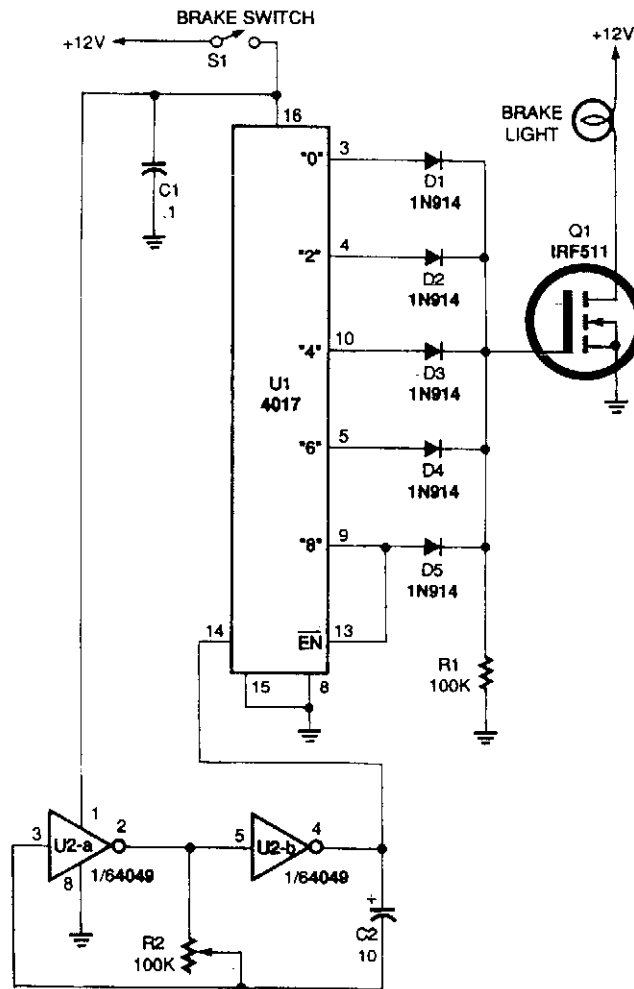 BRAKE SWITCH
+12V
S1
+12V
16
BRAKE
LIGHT
"0"
3
D1
1N914
C1
.1
Q1
IRF511
"2"
4
D2
1N914
"4"
10
D3
1N914
U1
4017
"6"
5
D4
1N914
"8"
9
D5
1N914
14
EN
13
15
8
R1
100K
1
3
U2-a
2
8
1/64049
5
U2-b
4
1/64049
R2
100K
+
C2
10